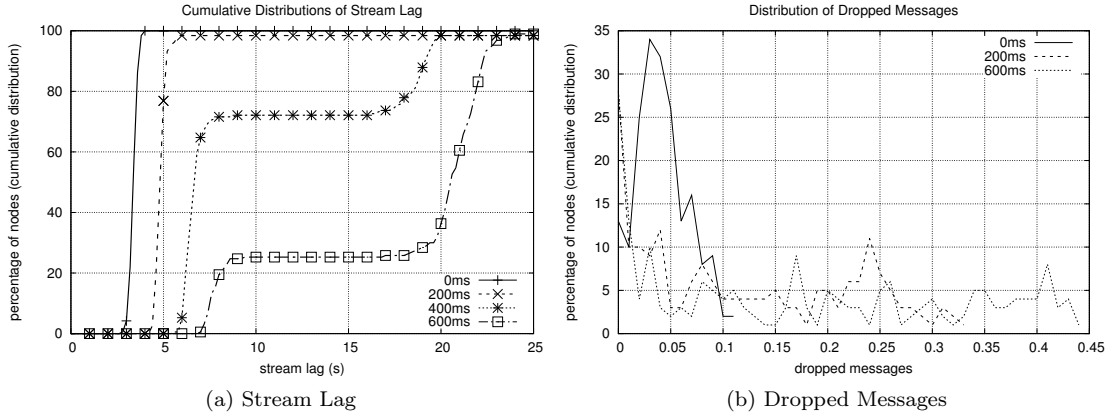 Cumulative Distributions of Stream Lag
percentage of nodes (cumulative distribution)
100
80
60
40
20
0
0 5 10 15 20 25
stream lag (s)
0ms
200ms
400ms
600ms
(a) Stream Lag
Distribution of Dropped Messages
percentage of nodes (cumulative distribution)
35
30
25
20
15
10
5
0
0 0.05 0.1 0.15 0.2 0.25 0.3 0.35 0.4 0.45
dropped messages
0ms
200ms
600ms
(b) Dropped Messages